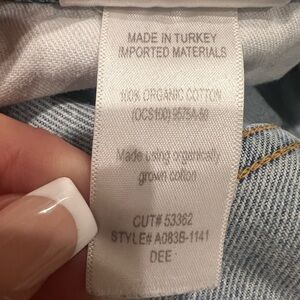 MADE IN TURKEY
IMPORTED MATERIALS
100% ORGANIC COTTON
(OCS100) 9575A-50
Made using organically
grown cotton
CUT# 53362
STYLE# A083B-1141
DEE